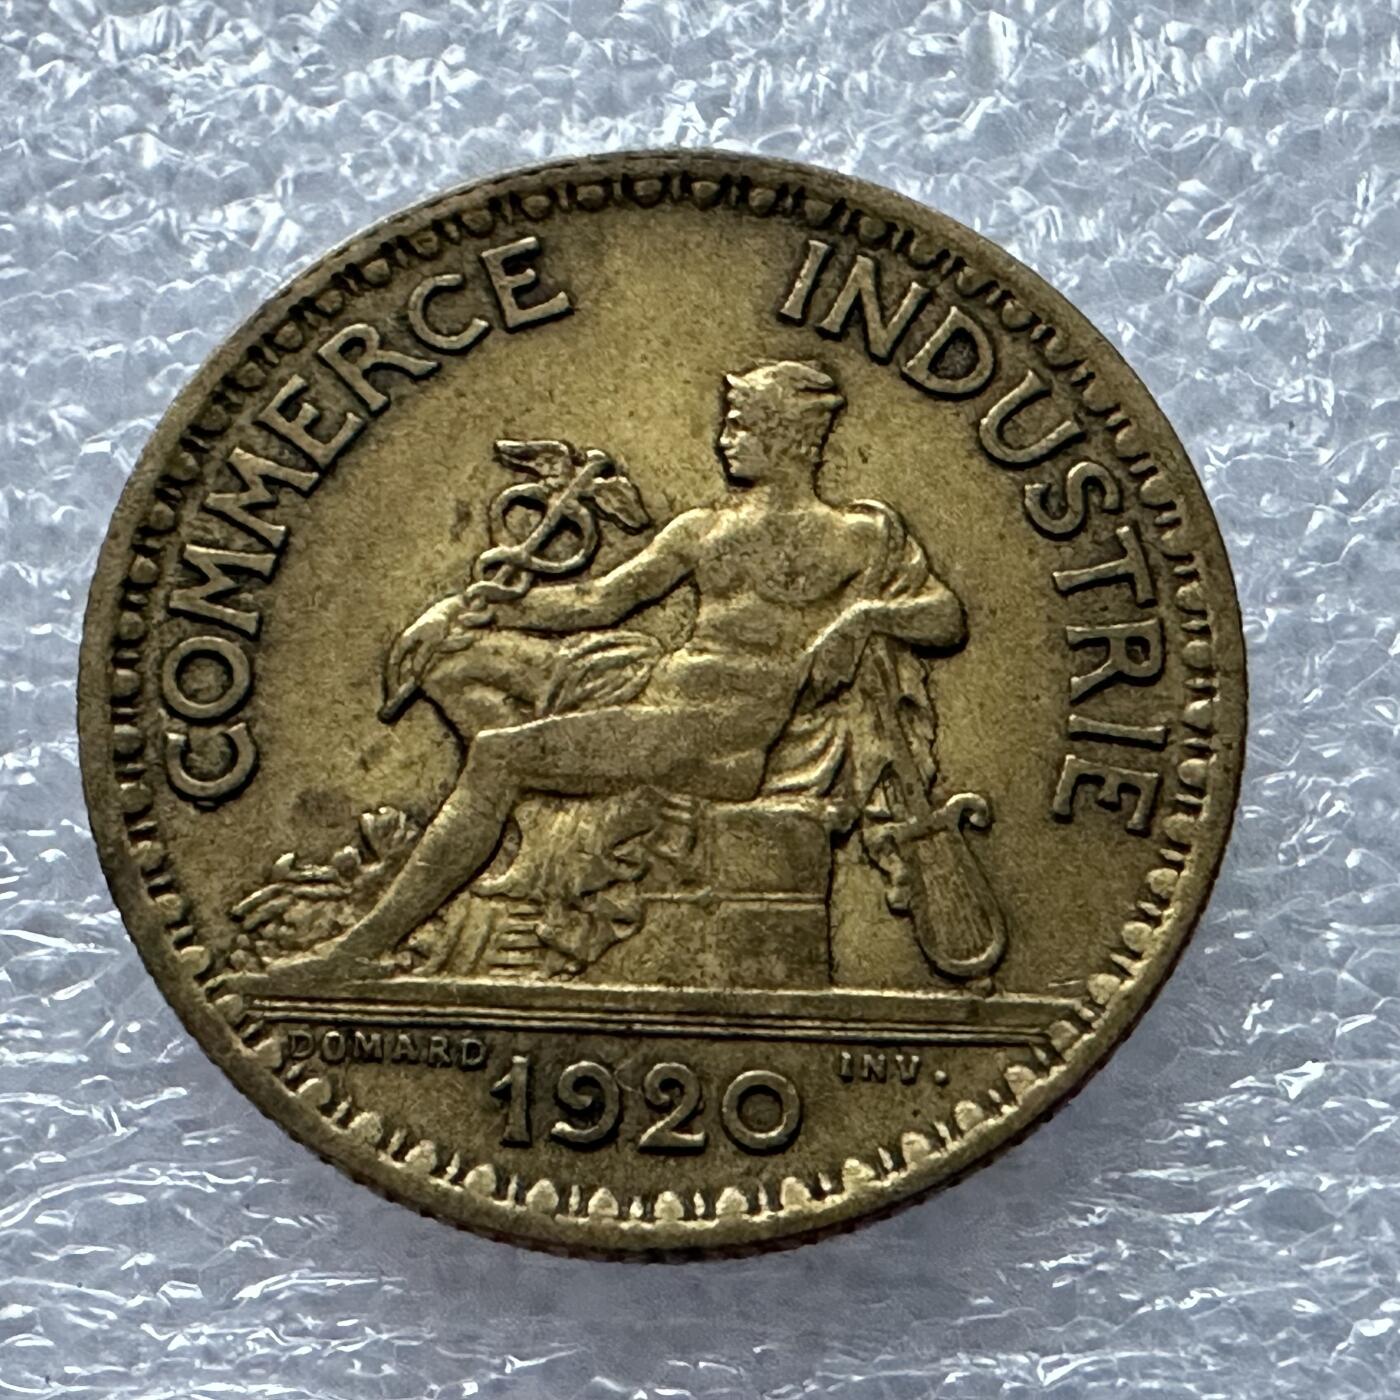 COMMERCE INDUSTRIE
DOMARD INV.
1920